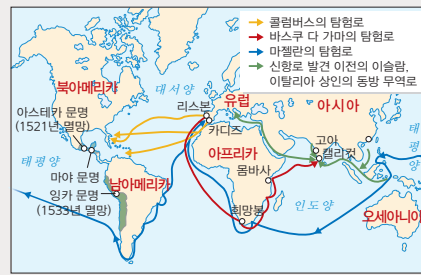 콜럼버스의 탐험로
바스쿠 다 가마의 탐험로
마젤란의 탐험로
신항로 발견 이전의 이슬람,
이탈리아 상인의 동방 무역로
북아메리카
대서양
유럽
아시아
아스테카 문명
(1521년 멸망)
리스본
카디스
고아
캘리컷
태평양
태평양
아프리카
몸바사
마야 문명
남아메리카
잉카 문명
(1533년 멸망)
희망봉
인도양
오세아니아